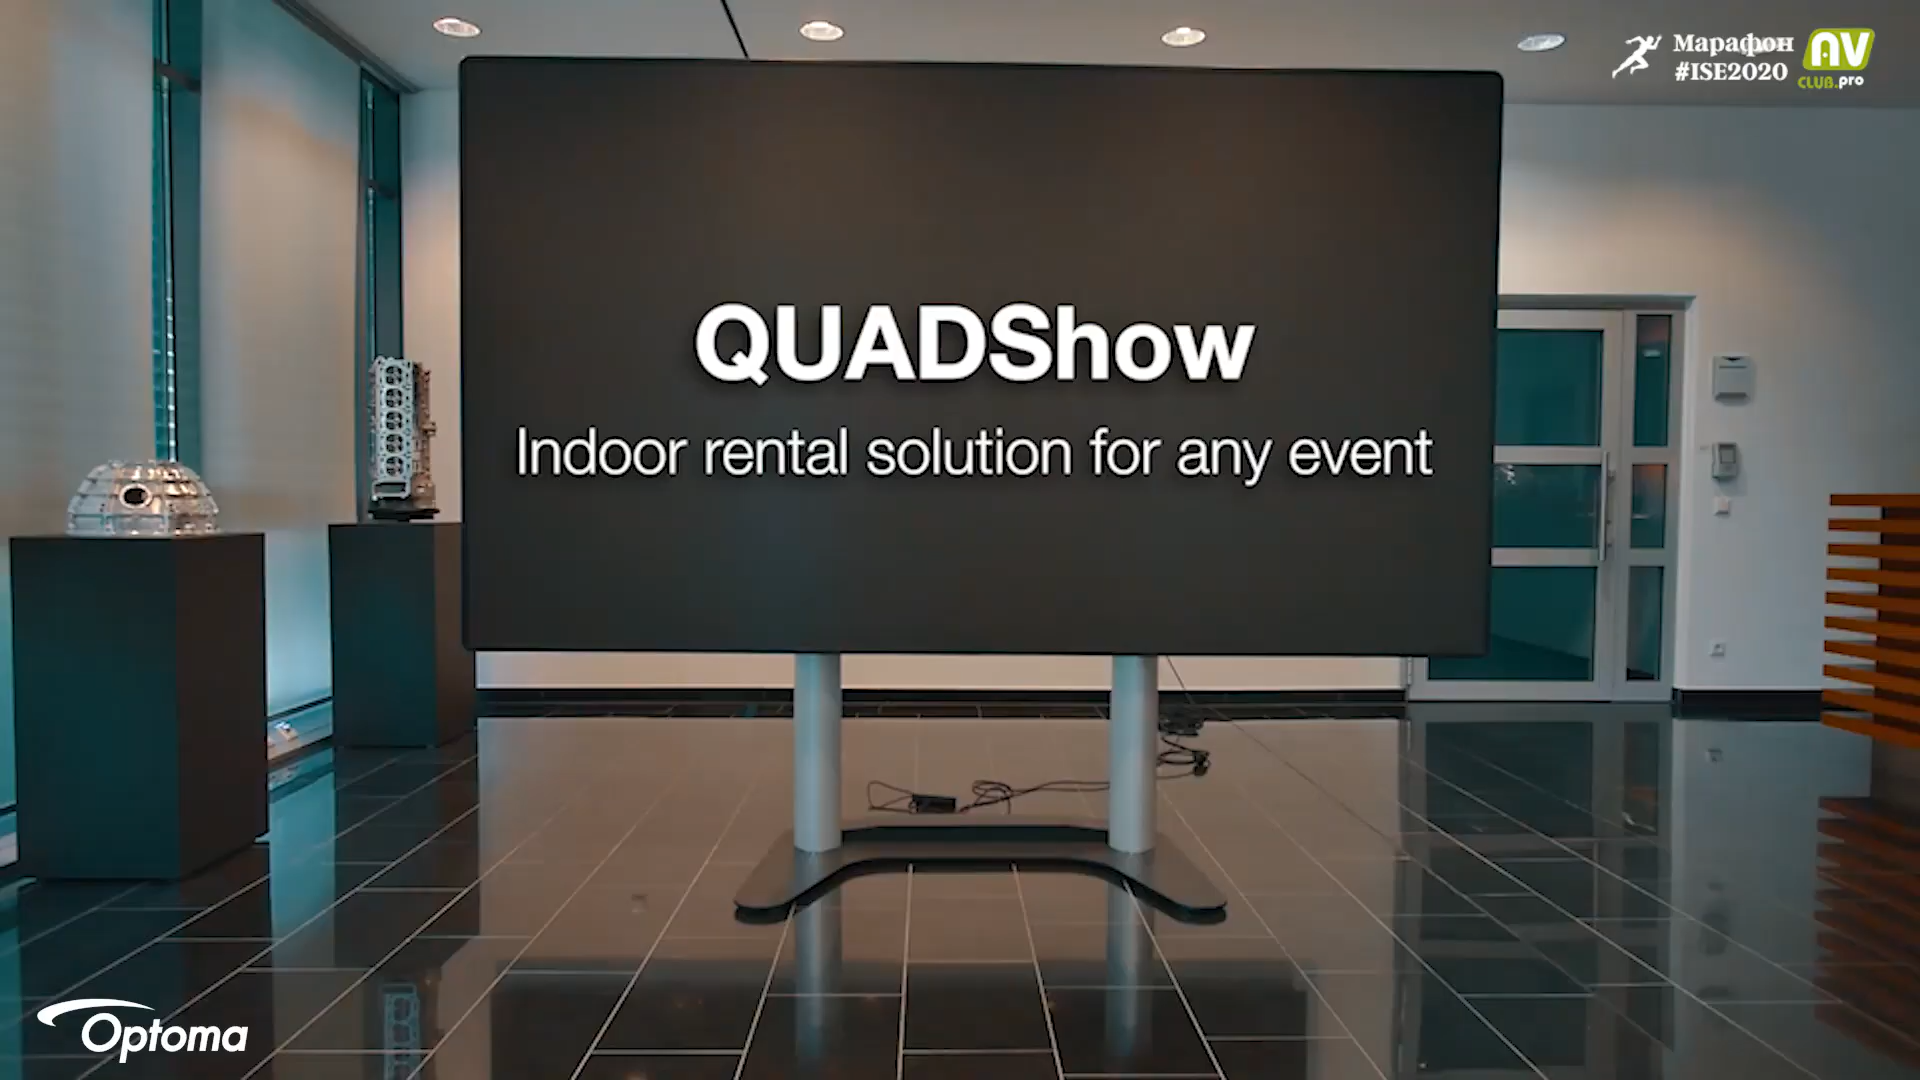 Марафон
#ISE2020
AV
CLUB.pro
QUADShow
Indoor rental solution for any event
Optoma